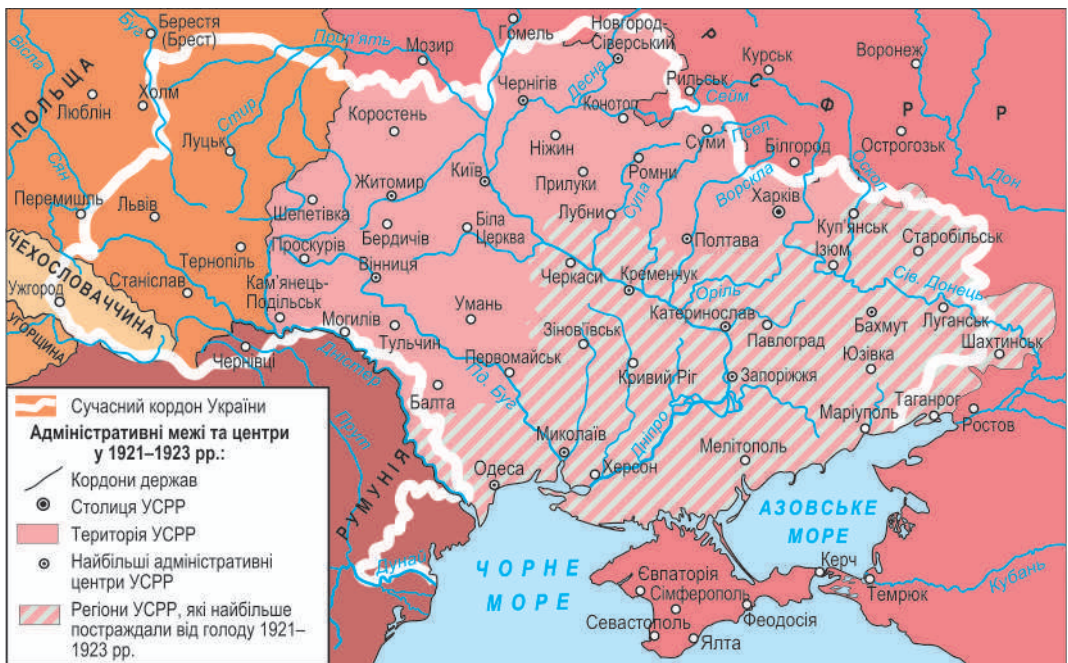 Берестя
(Брест)
Буг
Вісла
Прип'ять
Мозир
Гомель
Новгород-
Сіверський
Чернігів
Десна
Рильськ
Курськ
Воронеж
Р С Ф Р Р
ПОЛЬЩА
Люблін
Холм
Стир
Луцьк
Коростень
Конотоп
Сейм
Ніжин
Суми
Псел
Білгород
Оскол
Острогозьк
Дон
Сян
Перемишль
Львів
Шепетівка
Житомир
Київ
Прилуки
Ромни
Сула
Ворскла
Харків
Куп'янськ
Лубни
Бердичів
Біла
Церква
Полтава
Ізюм
Старобільськ
Проскурів
Тернопіль
Вінниця
Черкаси
Кременчук
Сів. Донець
ЧЕХОСЛОВАЧЧИНА
Ужгород
УГОРЩИНА
Станіслав
Кам'янець-
Подільськ
Могилів
Тульчин
Умань
Зінов'ївськ
Оріль
Катеринослав
Павлоград
Бахмут
Луганськ
Шахтинськ
Чернівці
Дністер
Первомайськ
Кривий Ріг
Запоріжжя
Юзівка
Балта
Під. Буг
Маріуполь
Таганрог
Ростов
Прут
РУМУНІЯ
Миколаїв
Дніпро
Херсон
Мелітополь
Одеса
Дунай
АЗОВСЬКЕ
МОРЕ
ЧОРНЕ
МОРЕ
Євпаторія
Сімферополь
Севастополь
Ялта
Феодосія
Керч
Темрюк
Кубань
Сучасний кордон України
Адміністративні межі та центри
у 1921–1923 рр.:
Кордони держав
Столиця УСРР
Територія УСРР
Найбільші адміністративні
центри УСРР
Регіони УСРР, які найбільше
постраждали від голоду 1921–
1923 рр.